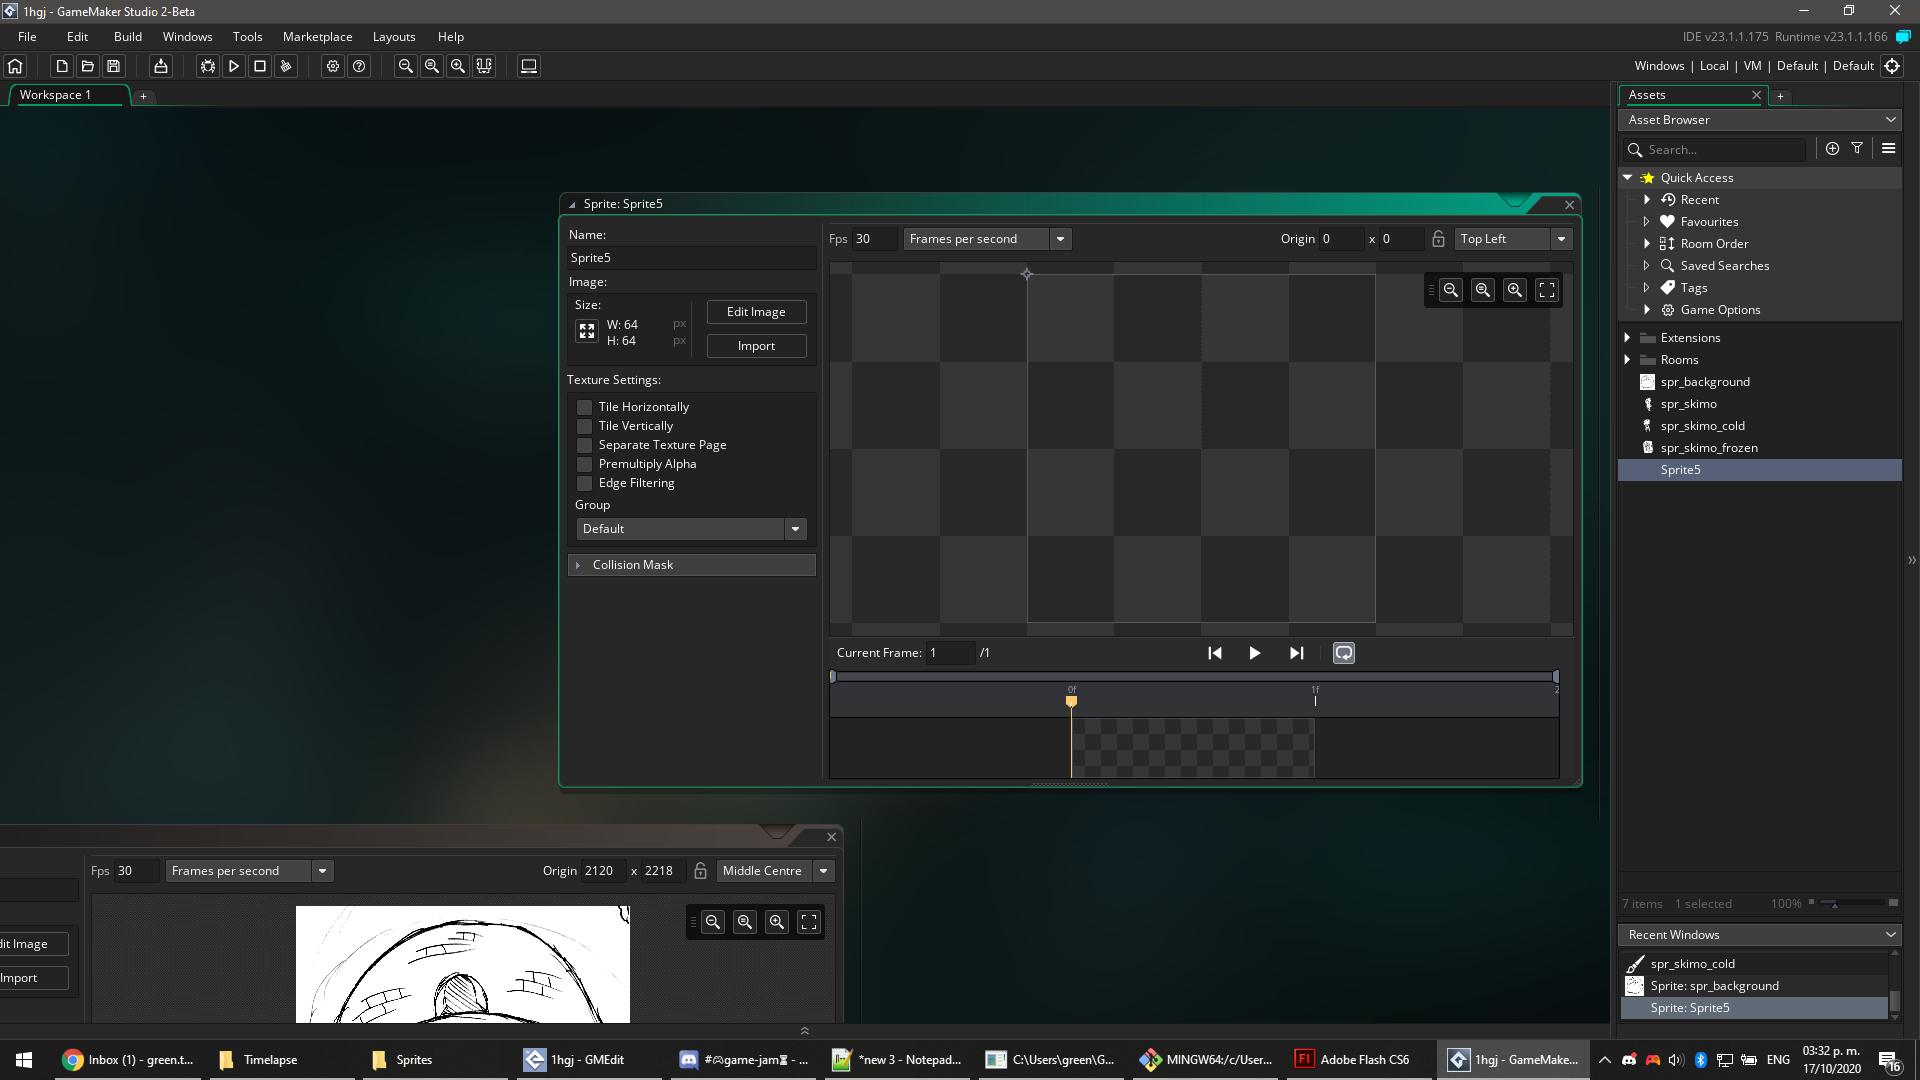 1hgj - GameMaker Studio 2-Beta
File Edit Build Windows Tools Marketplace Layouts Help
IDE v23.1.1.175 Runtime v23.1.1.166
Windows | Local | VM | Default | Default
Workspace 1 +
Assets
Asset Browser
Search...
Quick Access
Recent
Favourites
Room Order
Saved Searches
Tags
Game Options
Extensions
Rooms
spr_background
spr_skimo
spr_skimo_cold
spr_skimo_frozen
Sprite5
7 items 1 selected 100%
Recent Windows
spr_skimo_cold
Sprite: spr_background
Sprite: Sprite5
Sprite: Sprite5
Name:
Sprite5
Image:
Size:
W: 64 px
H: 64 px
Edit Image
Import
Texture Settings:
Tile Horizontally
Tile Vertically
Separate Texture Page
Premultiply Alpha
Edge Filtering
Group
Default
Collision Mask
Fps 30 Frames per second Origin 0 x 0 Top Left
Current Frame: 1 /1
0f 1f 2
Fps 30 Frames per second Origin 2120 x 2218 Middle Centre
dit Image
mport
Inbox (1) - green.t...
Timelapse
Sprites
1hgj - GMEdit
#🎮game-jam⏳ - ...
*new 3 - Notepad...
C:\Users\green\G...
MINGW64:/c/User...
Adobe Flash CS6
1hgj - GameMake...
ENG
03:32 p. m.
17/10/2020
16